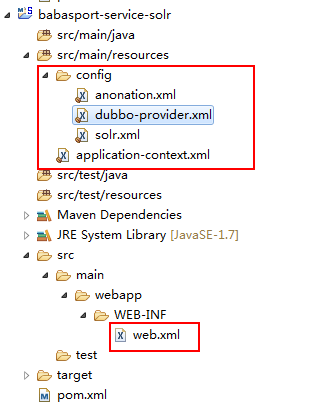 babasport-service-solr
src/main/java
src/main/resources
config
anonation.xml
dubbo-provider.xml
solr.xml
application-context.xml
src/test/java
src/test/resources
Maven Dependencies
JRE System Library [JavaSE-1.7]
src
main
webapp
WEB-INF
web.xml
test
target
pom.xml